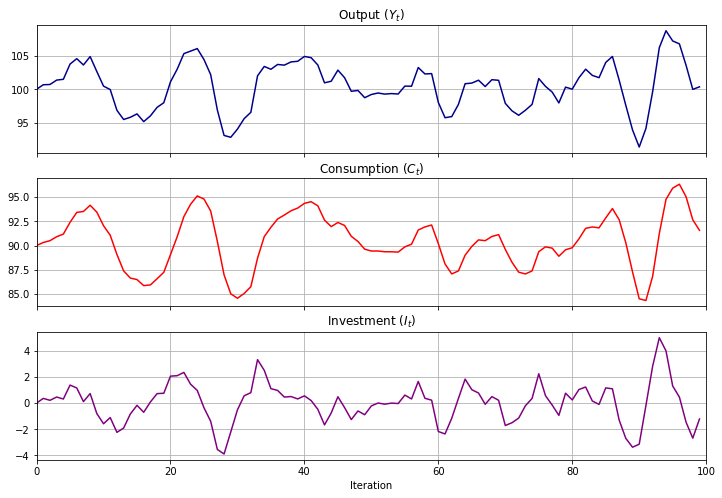 Output (Y_t)
105
100
95
Consumption (C_t)
95.0
92.5
90.0
87.5
85.0
Investment (I_t)
4
2
0
−2
−4
0 20 40 60 80 100
Iteration